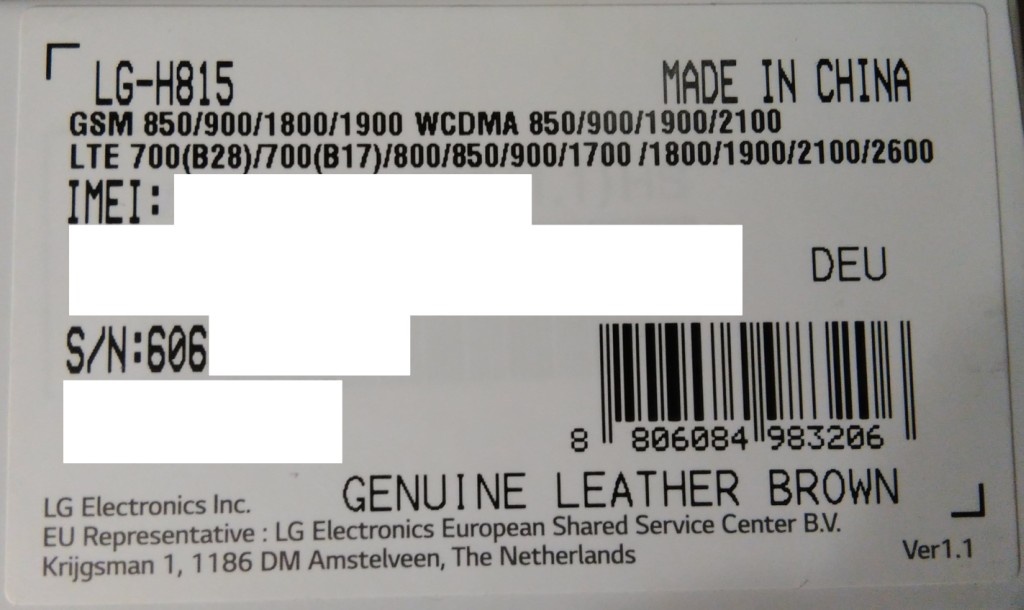 LG-H815 MADE IN CHINA
GSM 850/900/1800/1900 WCDMA 850/900/1900/2100
LTE 700(B28)/700(B17)/800/850/900/1700 /1800/1900/2100/2600
IMEI:
DEU
S/N:606
8 806084 983206
GENUINE LEATHER BROWN
LG Electronics Inc.
EU Representative : LG Electronics European Shared Service Center B.V.
Krijgsman 1, 1186 DM Amstelveen, The Netherlands
Ver1.1